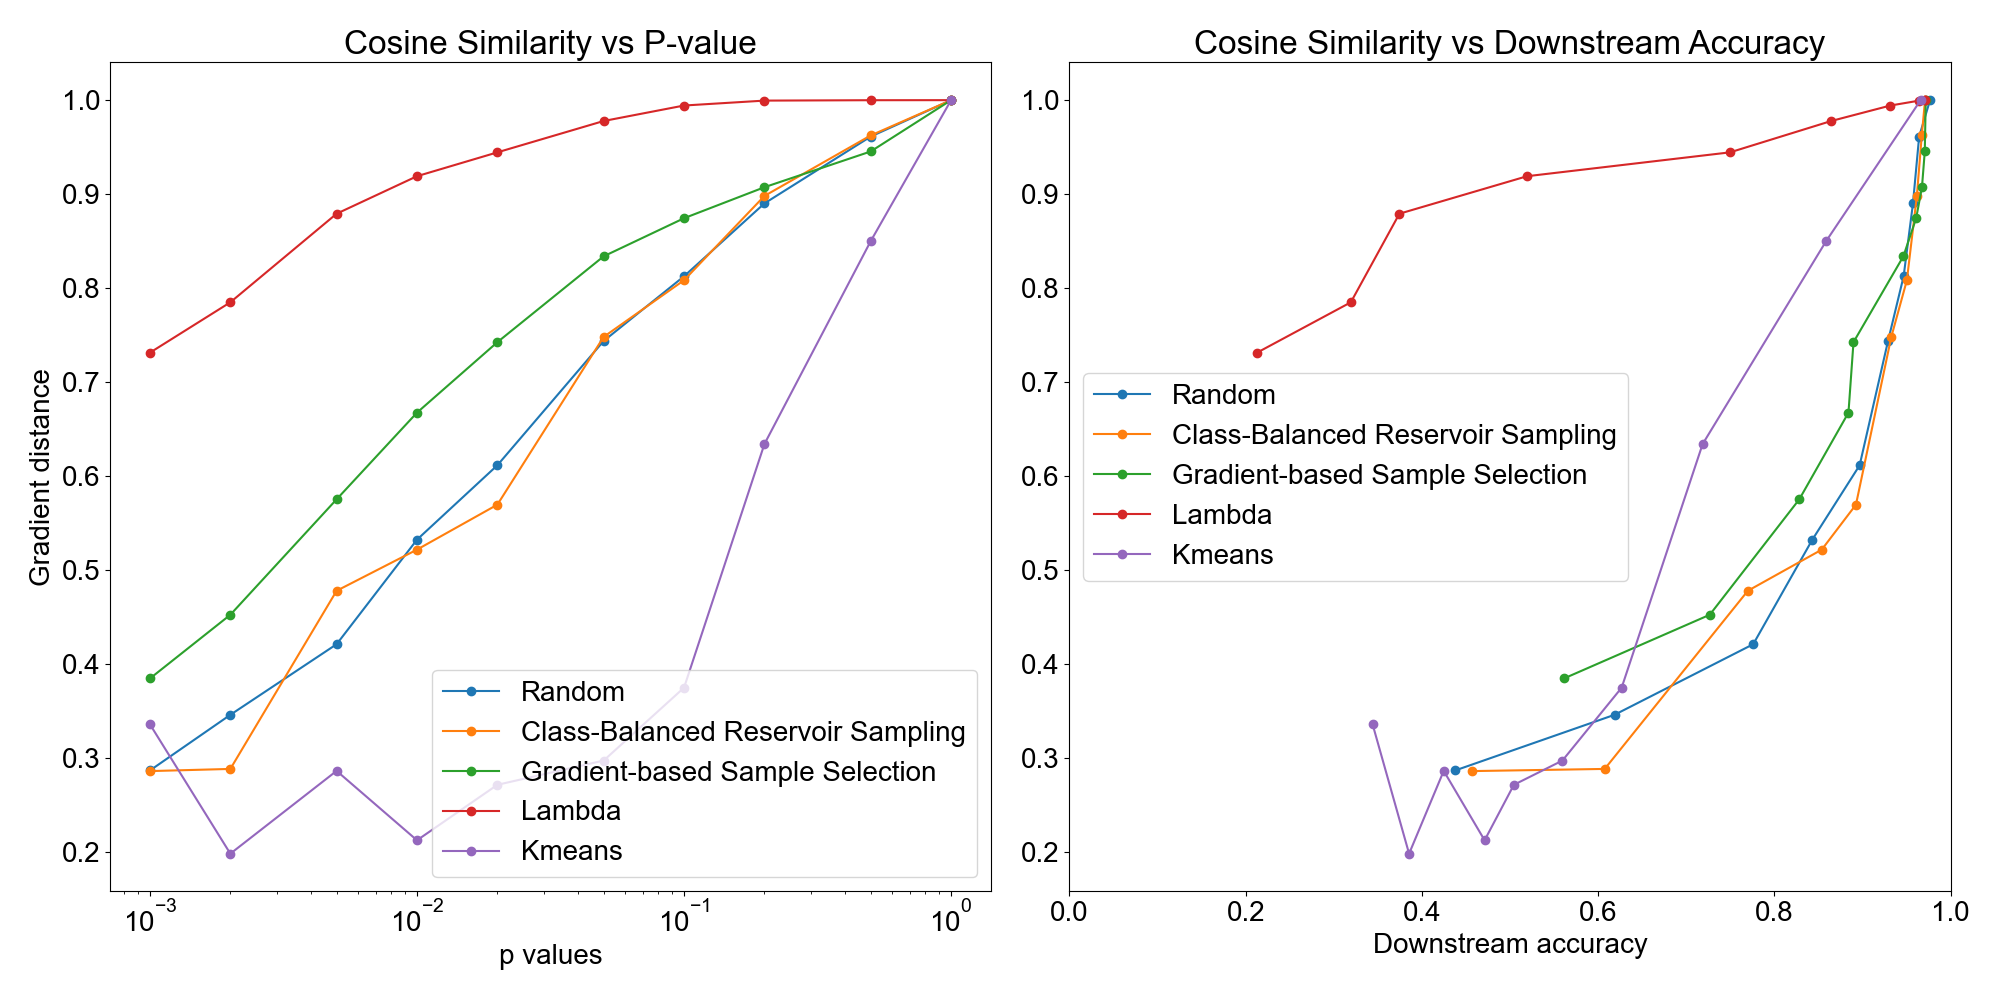 Cosine Similarity vs P-value
Gradient distance
1.0
0.9
0.8
0.7
0.6
0.5
0.4
0.3
0.2
Random
Class-Balanced Reservoir Sampling
Gradient-based Sample Selection
Lambda
Kmeans
10⁻³ 10⁻² 10⁻¹ 10⁰
p values
Cosine Similarity vs Downstream Accuracy
1.0
0.9
0.8
0.7
0.6
0.5
0.4
0.3
0.2
Random
Class-Balanced Reservoir Sampling
Gradient-based Sample Selection
Lambda
Kmeans
0.0 0.2 0.4 0.6 0.8 1.0
Downstream accuracy